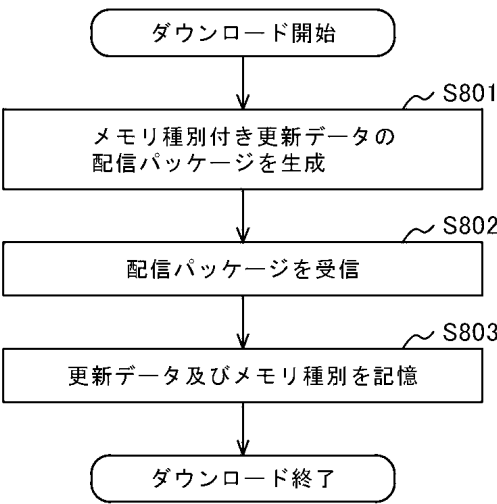 ダウンロード開始
S801
メモリ種別付き更新データの
配信パッケージを生成
S802
配信パッケージを受信
S803
更新データ及びメモリ種別を記憶
ダウンロード終了